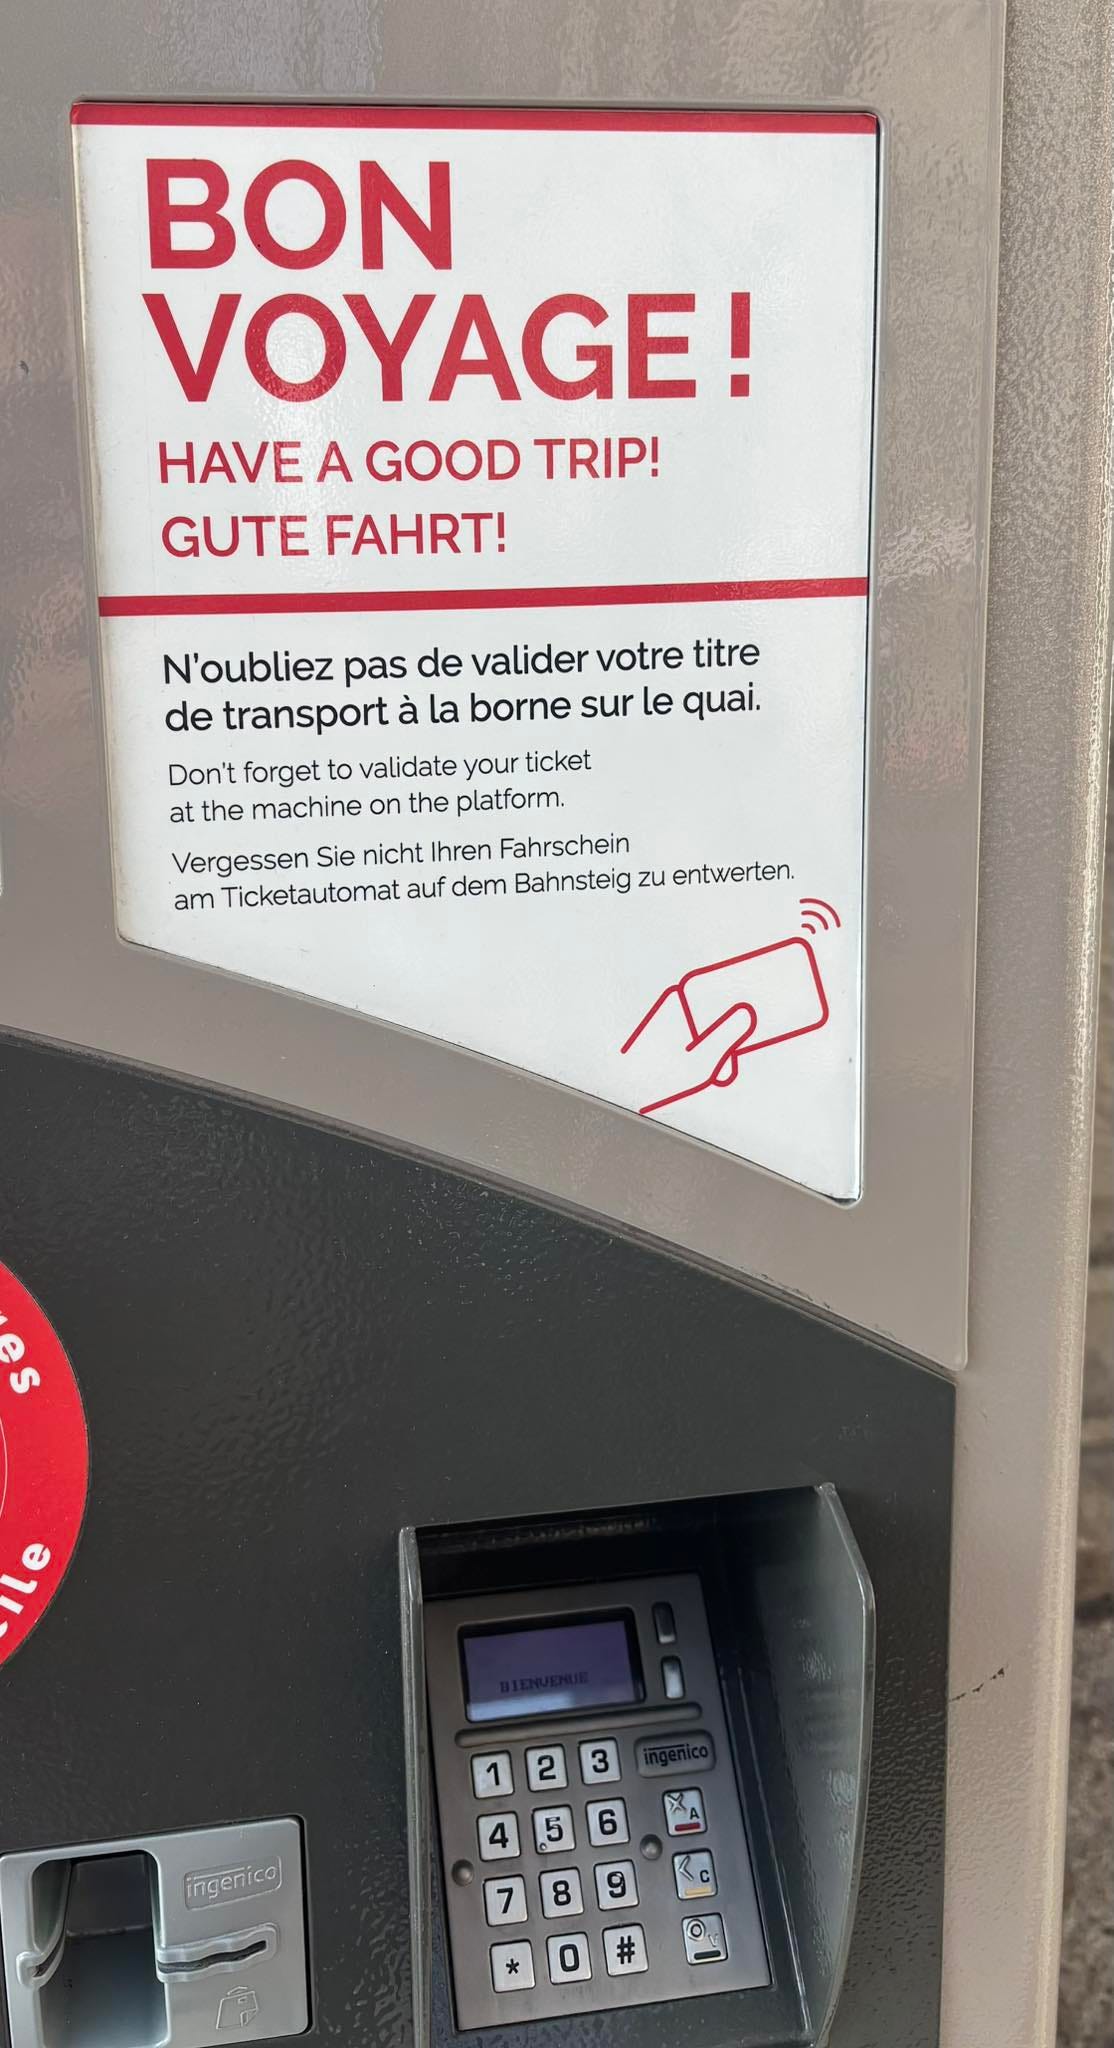 BON
VOYAGE !
HAVE A GOOD TRIP!
GUTE FAHRT!
N'oubliez pas de valider votre titre
de transport à la borne sur le quai.
Don't forget to validate your ticket
at the machine on the platform.
Vergessen Sie nicht Ihren Fahrschein
am Ticketautomat auf dem Bahnsteig zu entwerten.
BIENVENUE
1 2 3 ingenico
4 5 6 A
7 8 9 C
* 0 # V
ingenico